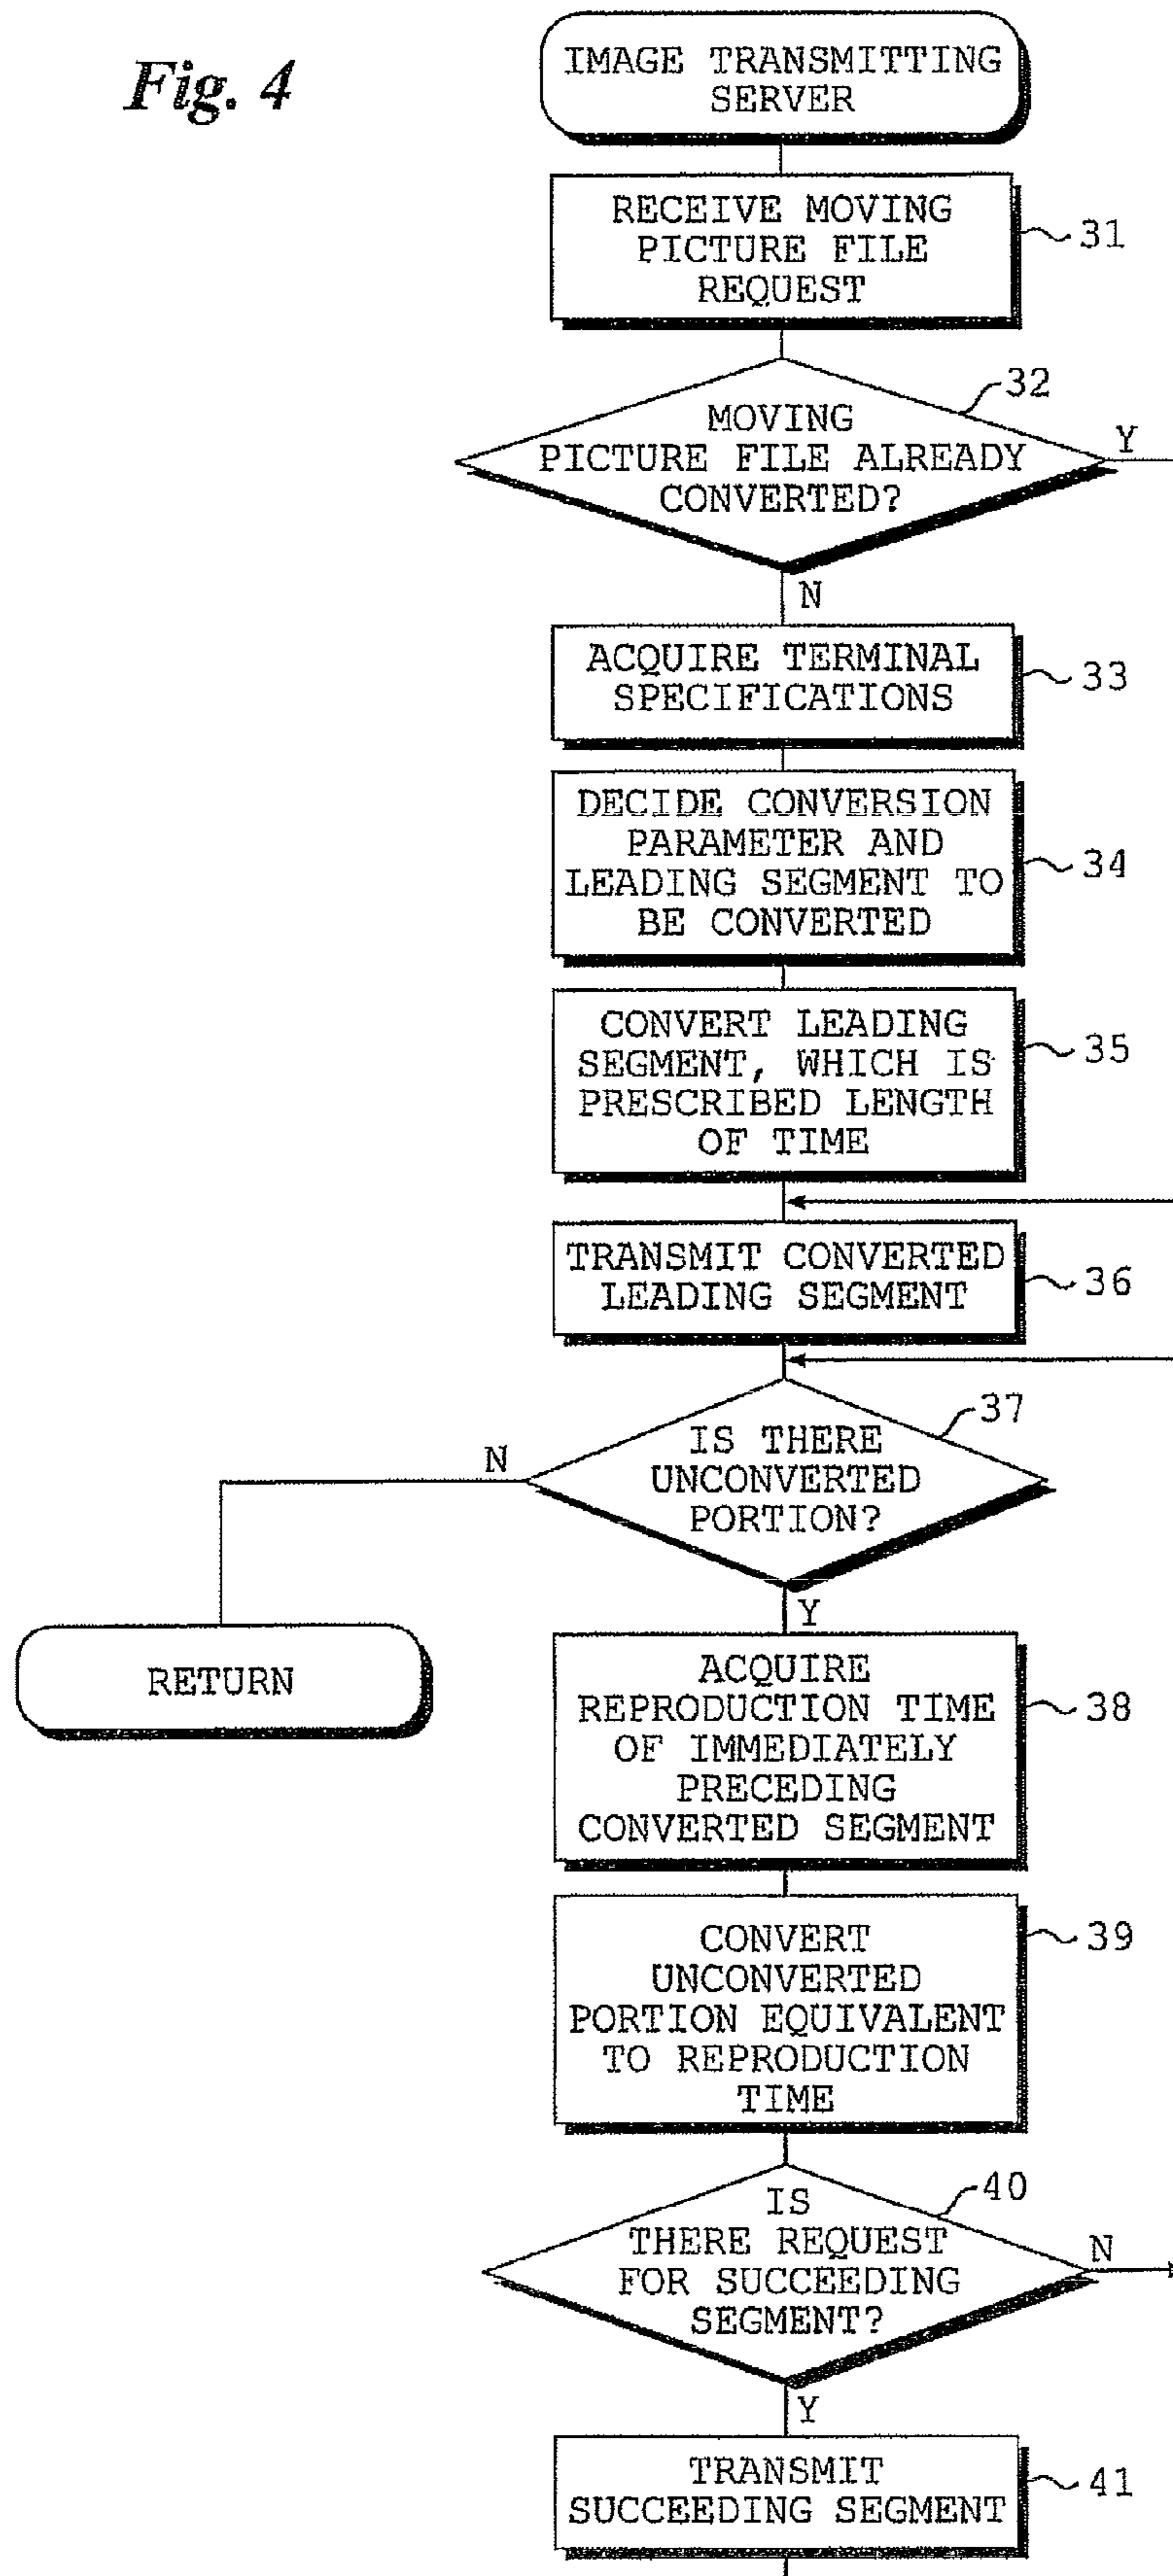 Fig. 4
IMAGE TRANSMITTING
SERVER
RECEIVE MOVING
PICTURE FILE
REQUEST
31
32
MOVING
PICTURE FILE ALREADY
CONVERTED?
Y
N
ACQUIRE TERMINAL
SPECIFICATIONS
33
DECIDE CONVERSION
PARAMETER AND
LEADING SEGMENT TO
BE CONVERTED
34
CONVERT LEADING
SEGMENT, WHICH IS
PRESCRIBED LENGTH
OF TIME
35
TRANSMIT CONVERTED
LEADING SEGMENT
36
37
IS THERE
UNCONVERTED
PORTION?
N
Y
RETURN
ACQUIRE
REPRODUCTION TIME
OF IMMEDIATELY
PRECEDING
CONVERTED SEGMENT
38
CONVERT
UNCONVERTED
PORTION EQUIVALENT
TO REPRODUCTION
TIME
39
40
IS
THERE REQUEST
FOR SUCCEEDING
SEGMENT?
N
Y
TRANSMIT
SUCCEEDING SEGMENT
41